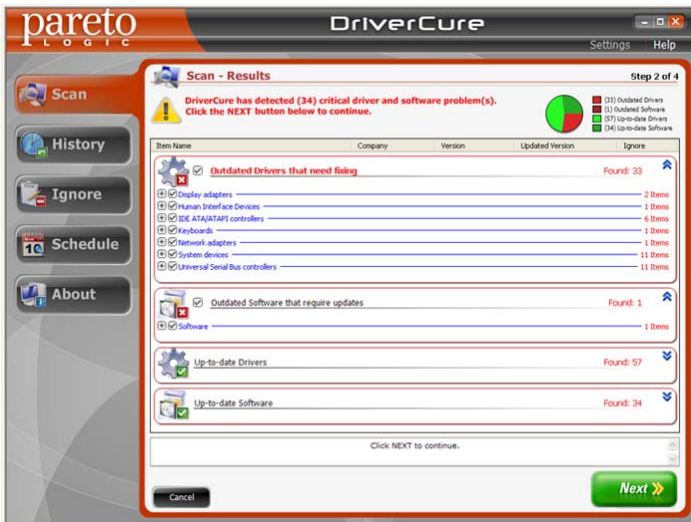 pareto
LOGIC
DriverCure
Settings Help
Scan
History
Ignore
Schedule
About
Scan - Results
Step 2 of 4
DriverCure has detected (34) critical driver and software problem(s).
Click the NEXT button below to continue.
(33) Outdated Drivers
(1) Outdated Software
(57) Up-to-date Drivers
(34) Up-to-date Software
Item Name Company Version Updated Version Ignore
Outdated Drivers that need fixing Found: 33
Display adapters 2 Items
Human Interface Devices 1 Items
IDE ATA/ATAPI controllers 6 Items
Keyboards 1 Items
Network adapters 1 Items
System devices 11 Items
Universal Serial Bus controllers 11 Items
Outdated Software that require updates Found: 1
Software 1 Items
Up-to-date Drivers Found: 57
Up-to-date Software Found: 34
Click NEXT to continue.
Cancel
Next